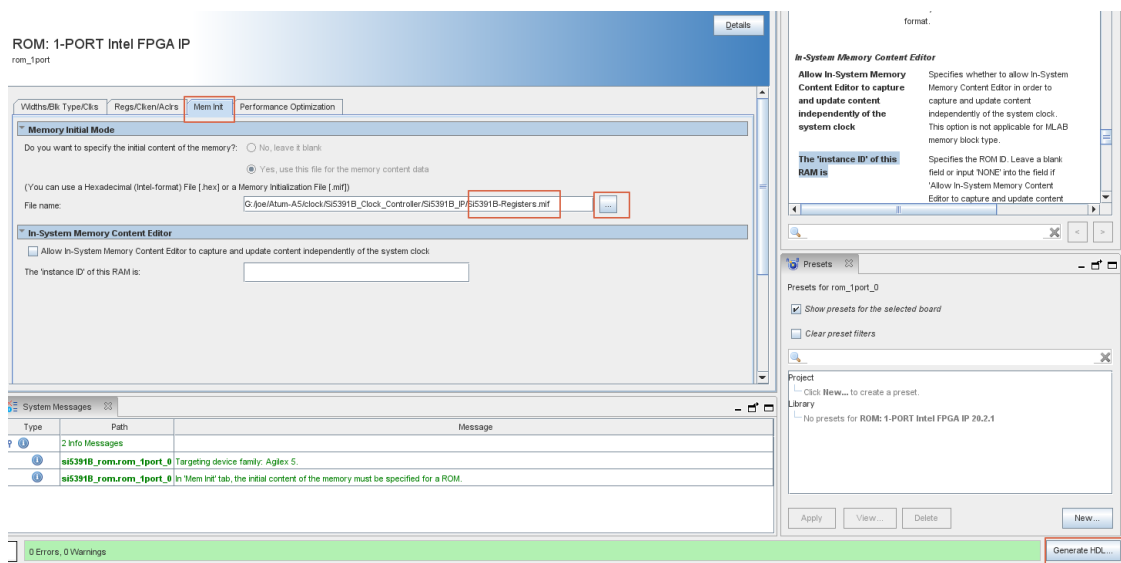 Details
ROM: 1-PORT Intel FPGA IP
rom_1port
Widths/Blk Type/Clks
Regs/Clken/Aclrs
Mem Init
Performance Optimization
Memory Initial Mode
Do you want to specify the initial content of the memory?:
No, leave it blank
Yes, use this file for the memory content data
(You can use a Hexadecimal (Intel-format) File [.hex] or a Memory Initialization File [.mif])
File name:
G:/joe/Atum-A5/clock/Si5391B_Clock_Controller/Si5391B_IP/Si5391B-Registers.mif
...
In-System Memory Content Editor
Allow In-System Memory Content Editor to capture and update content independently of the system clock
The 'instance ID' of this RAM is:
format.
In-System Memory Content Editor
Allow In-System Memory
Content Editor to capture
and update content
independently of the
system clock
Specifies whether to allow In-System
Memory Content Editor in order to
capture and update content
independently of the system clock.
This option is not applicable for MLAB
memory block type.
The 'instance ID' of this
RAM is
Specifies the ROM ID. Leave a blank
field or input 'NONE' into the field if
'Allow In-System Memory Content
Editor to capture and update content
Presets
Presets for rom_1port_0
Show presets for the selected board
Clear preset filters
Project
Click New... to create a preset.
Library
No presets for ROM: 1-PORT Intel FPGA IP 20.2.1
Apply
View...
Delete
New...
System Messages
Type
Path
Message
2 Info Messages
si5391B_rom.rom_1port_0
Targeting device family: Agilex 5.
si5391B_rom.rom_1port_0
In 'Mem Init' tab, the initial content of the memory must be specified for a ROM.
0 Errors, 0 Warnings
Generate HDL...